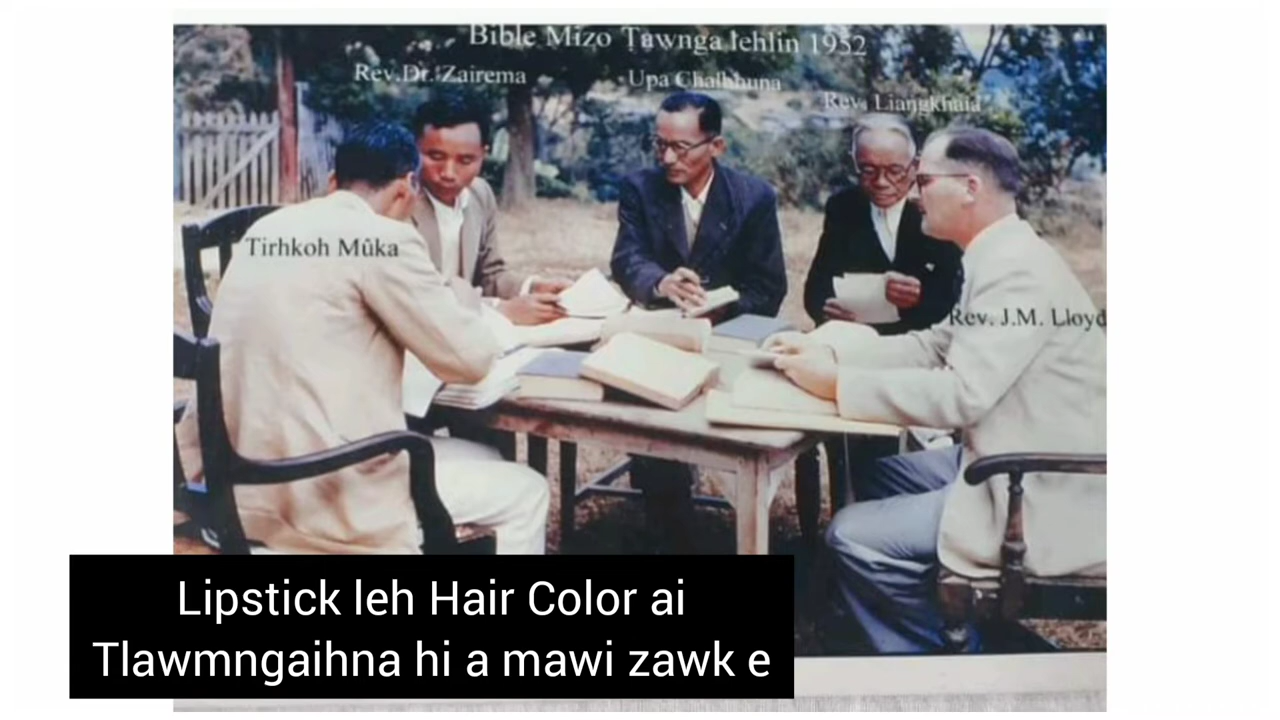 Bible Mizo Tawnga lehlin 1952
Rev.Dr. Zairema
Upa Chalhhuna
Rev. Liangkhaia
Tirhkoh Mûka
Rev. J.M. Lloyd
Lipstick leh Hair Color ai
Tlawmngaihna hi a mawi zawk e